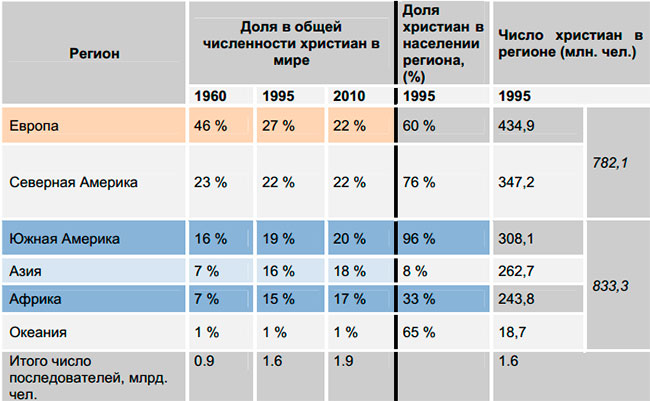 Регион
Доля в общей
численности христиан в
мире
Доля
христиан в
населении
региона,
(%)
Число христиан в
регионе (млн. чел.)
1960 1995 2010 1995 1995
Европа 46 % 27 % 22 % 60 % 434,9
782,1
Северная Америка 23 % 22 % 22 % 76 % 347,2
Южная Америка 16 % 19 % 20 % 96 % 308,1
Азия 7 % 16 % 18 % 8 % 262,7
833,3
Африка 7 % 15 % 17 % 33 % 243,8
Океания 1 % 1 % 1 % 65 % 18,7
Итого число 0.9 1.6 1.9 1.6
последователей, млрд.
чел.